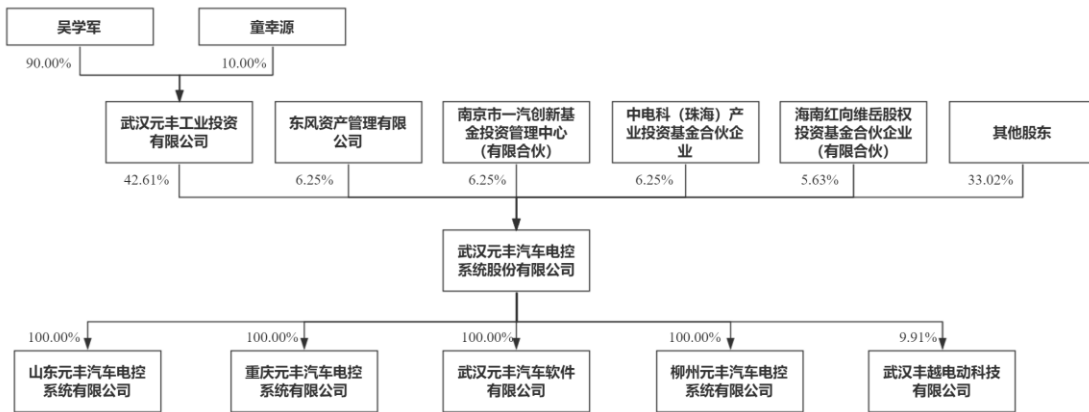 吴学军
童幸源
90.00%
10.00%
武汉元丰工业投资
有限公司
东风资产管理有限
公司
南京市一汽创新基
金投资管理中心
（有限合伙）
中电科（珠海）产
业投资基金合伙企
业
海南红向维岳股权
投资基金合伙企业
（有限合伙）
其他股东
42.61%
6.25%
6.25%
6.25%
5.63%
33.02%
武汉元丰汽车电控
系统股份有限公司
100.00%
100.00%
100.00%
100.00%
9.91%
山东元丰汽车电控
系统有限公司
重庆元丰汽车电控
系统有限公司
武汉元丰汽车软件
有限公司
柳州元丰汽车电控
系统有限公司
武汉丰越电动科技
有限公司